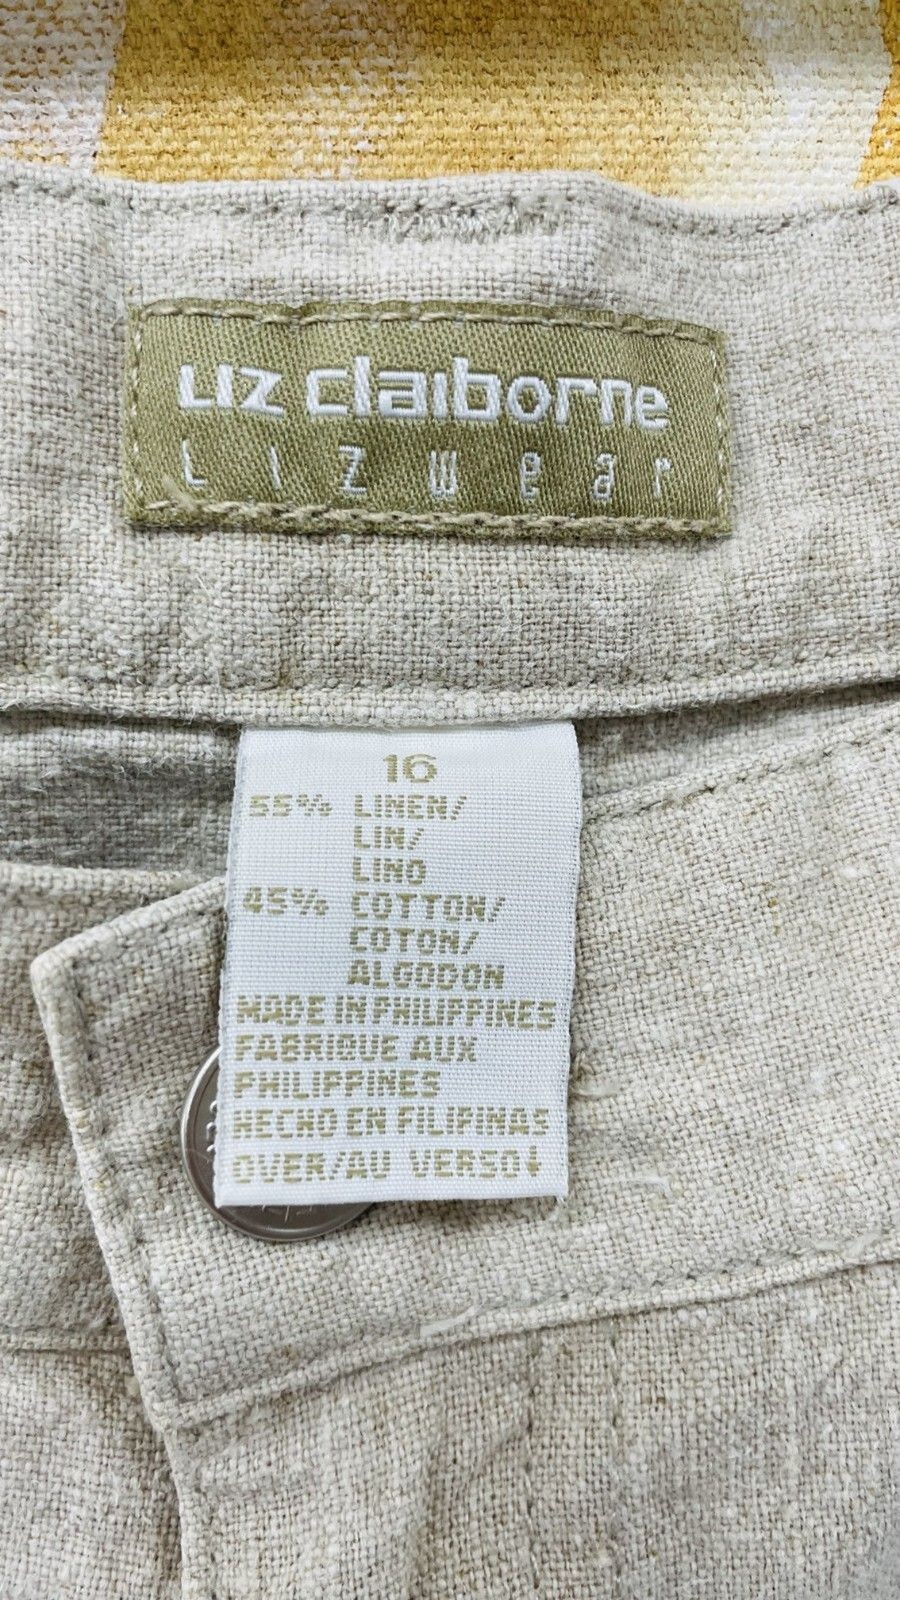 LIZ claiborne
LIZwear
16
55% LINEN/
LIN/
LINO
45% COTTON/
COTON/
ALGODON
MADE IN PHILIPPINES
FABRIQUE AUX
PHILIPPINES
HECHO EN FILIPINAS
OVER/AU VERSO↓